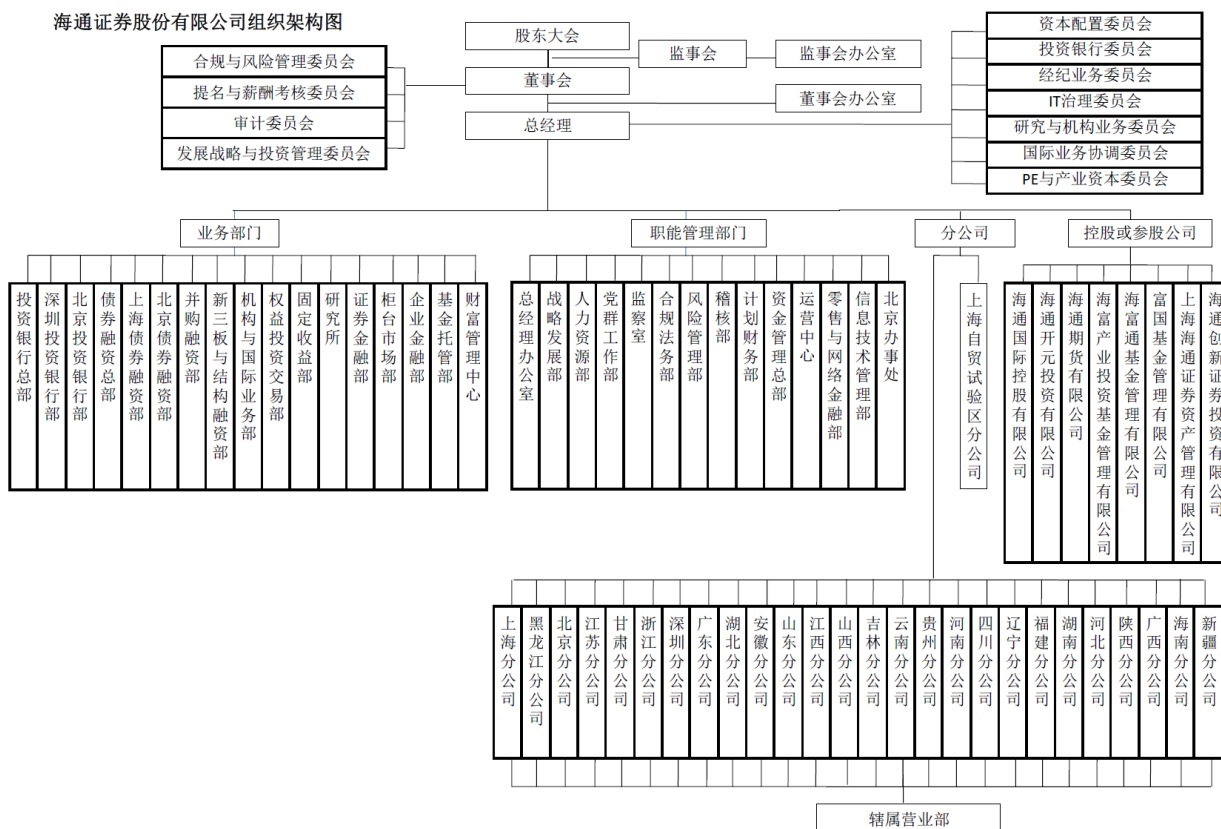 海通证券股份有限公司组织架构图
股东大会
监事会
监事会办公室
董事会
董事会办公室
总经理
合规与风险管理委员会
提名与薪酬考核委员会
审计委员会
发展战略与投资管理委员会
资本配置委员会
投资银行委员会
经纪业务委员会
IT治理委员会
研究与机构业务委员会
国际业务协调委员会
PE与产业资本委员会
业务部门
职能管理部门
分公司
控股或参股公司
投资银行总部
深圳投资银行部
北京投资银行部
债券融资总部
上海债券融资部
北京债券融资部
并购融资部
新三板与结构融资部
机构与国际业务部
权益投资交易部
固定收益部
研究所
证券金融部
柜台市场部
企业金融部
基金托管部
财富管理中心
总经理办公室
战略发展部
人力资源部
党群工作部
监察室
合规法务部
风险管理部
稽核部
计划财务部
资金管理总部
运营中心
零售与网络金融部
信息技术管理部
北京办事处
上海自贸试验区分公司
海通国际控股有限公司
海通开元投资有限公司
海通期货有限公司
海富产业投资基金管理有限公司
海富通基金管理有限公司
富国基金管理有限公司
上海海通证券资产管理有限公司
海通创新证券投资有限公司
上海分公司
黑龙江分公司
北京分公司
江苏分公司
甘肃分公司
浙江分公司
深圳分公司
广东分公司
湖北分公司
安徽分公司
山东分公司
江西分公司
山西分公司
吉林分公司
云南分公司
贵州分公司
河南分公司
四川分公司
辽宁分公司
福建分公司
湖南分公司
河北分公司
陕西分公司
广西分公司
海南分公司
新疆分公司
辖属营业部